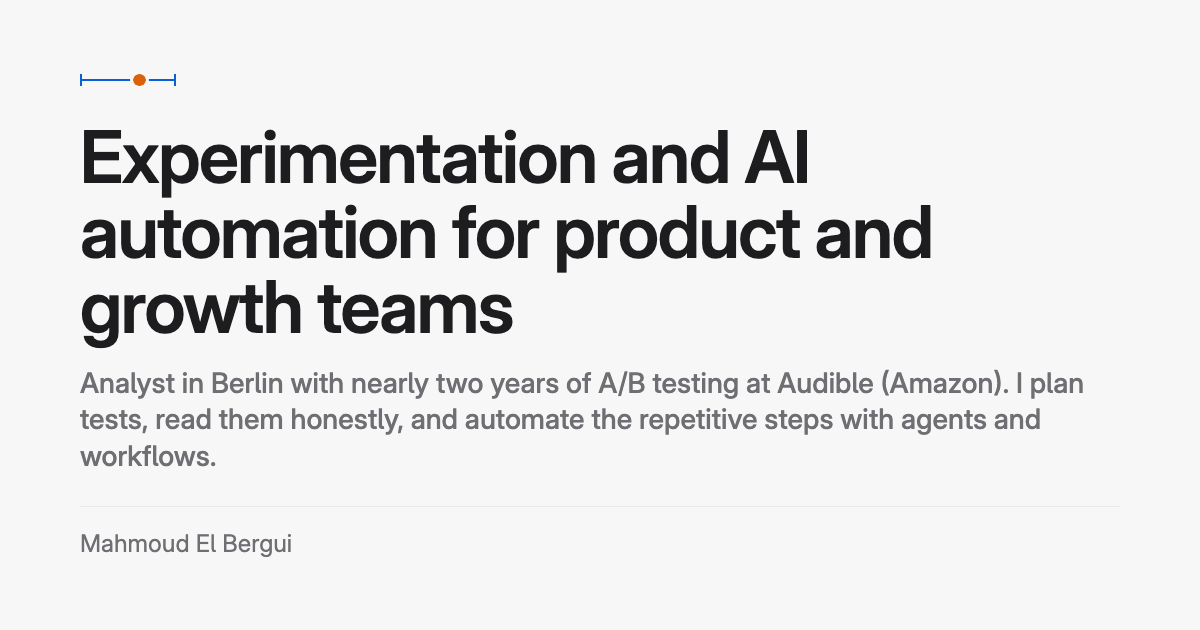 Experimentation and AI
automation for product and
growth teams
Analyst in Berlin with nearly two years of A/B testing at Audible (Amazon). I plan
tests, read them honestly, and automate the repetitive steps with agents and
workflows.
Mahmoud El Bergui